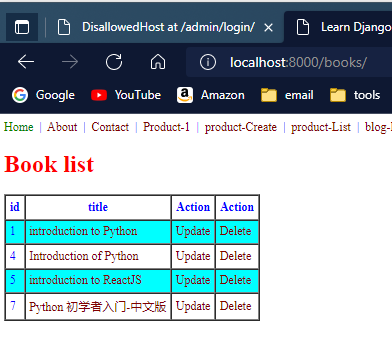 DisallowedHost at /admin/login/
Learn Django
localhost:8000/books/
Google YouTube Amazon email tools
Home | About | Contact | Product-1 | product-Create | product-List |
Book list
id title Action Action
1 introduction to Python Update Delete
4 Introduction of Python Update Delete
5 introduction to ReactJS Update Delete
7 Python 初学者入门-中文版 Update Delete